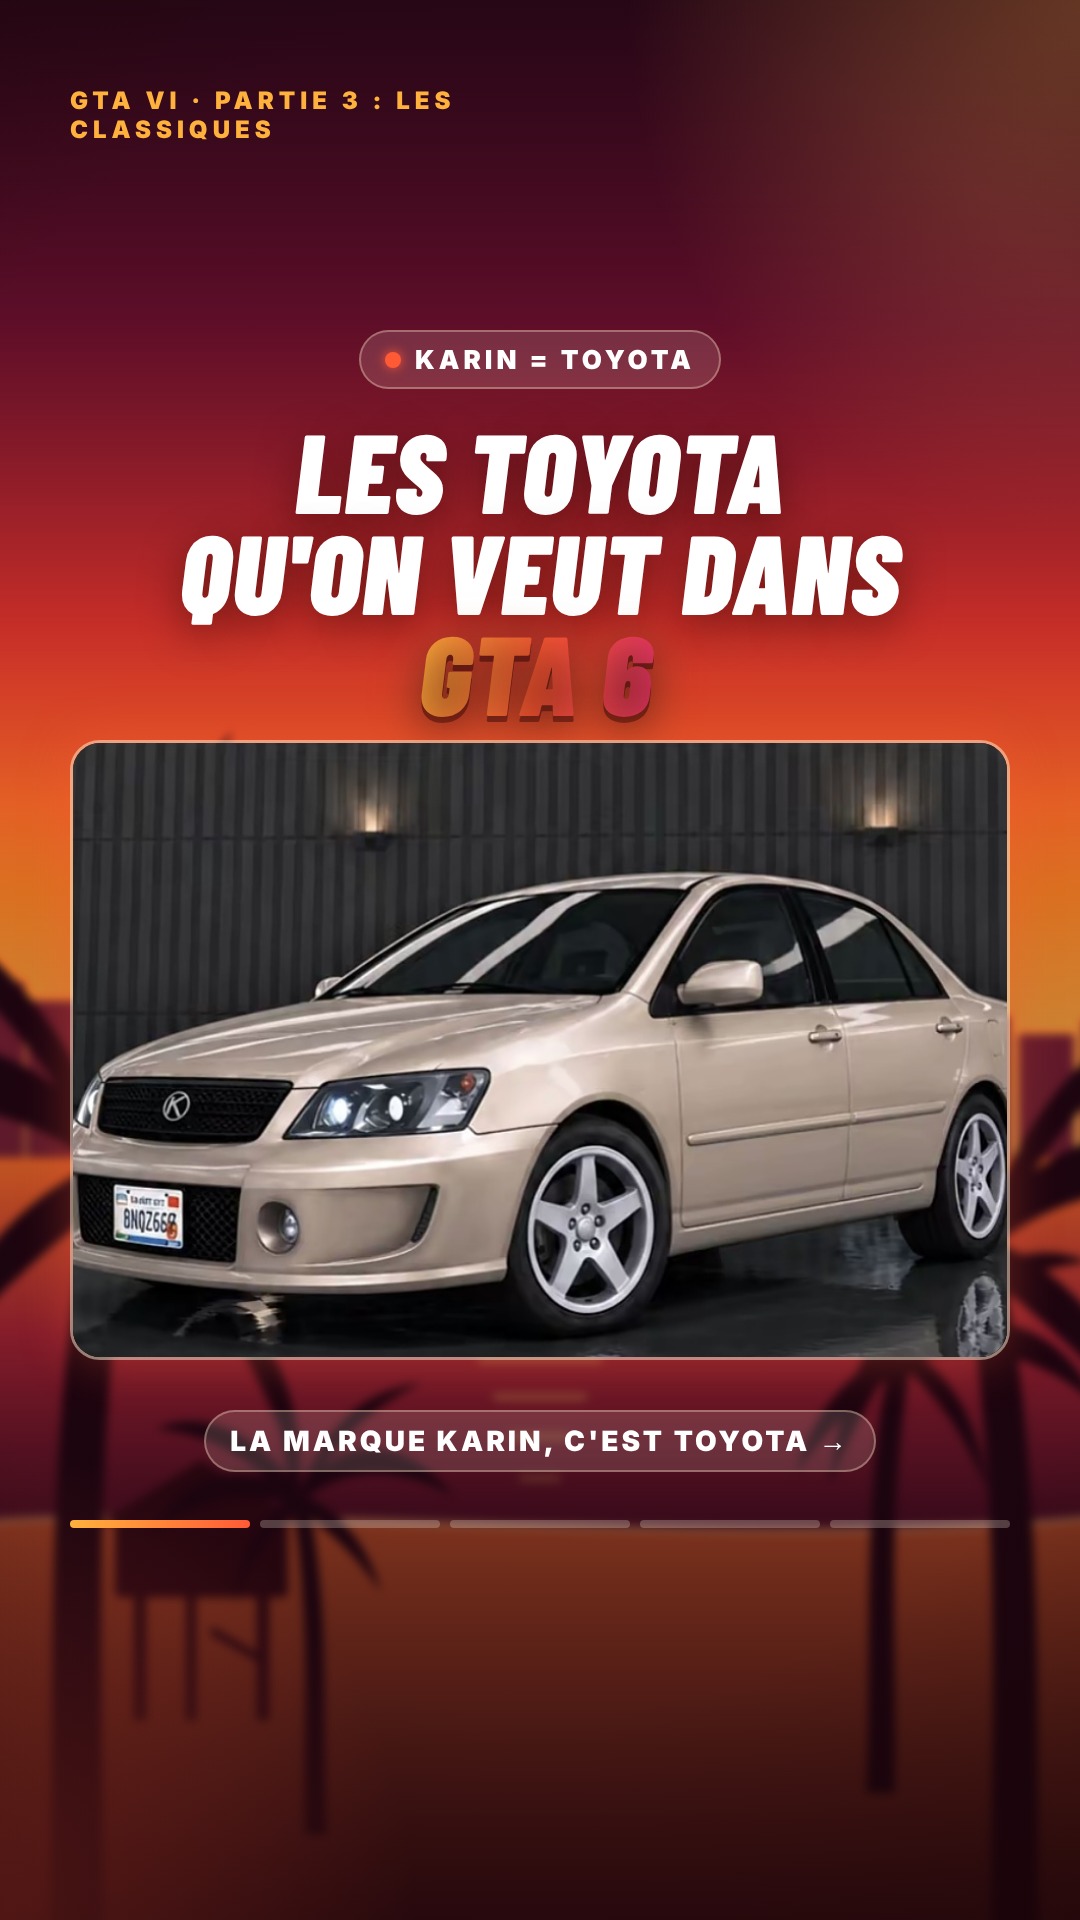 GTA VI · PARTIE 3 : LES
CLASSIQUES
KARIN = TOYOTA
LES TOYOTA
QU'ON VEUT DANS
GTA 6
K
LA MARQUE KARIN, C'EST TOYOTA →